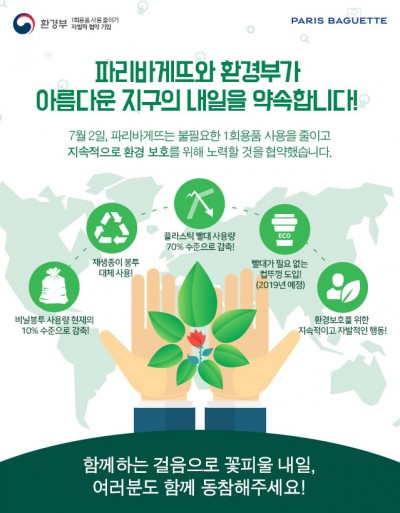 환경부
1회용품 사용 줄이기
자발적 협약 기업
PARIS BAGUETTE
파리바게뜨와 환경부가
아름다운 지구의 내일을 약속합니다!
7월 2일, 파리바게뜨는 불필요한 1회용품 사용을 줄이고
지속적으로 환경 보호를 위해 노력할 것을 협약했습니다.
플라스틱 빨대 사용량
70% 수준으로 감축!
재생종이 봉투
대체 사용!
ECO
빨대가 필요 없는
컵뚜껑 도입!
(2019년 예정)
비닐봉투 사용량 현재의
10% 수준으로 감축!
환경보호를 위한
지속적이고 자발적인 행동!
함께하는 걸음으로 꽃피울 내일,
여러분도 함께 동참해주세요!